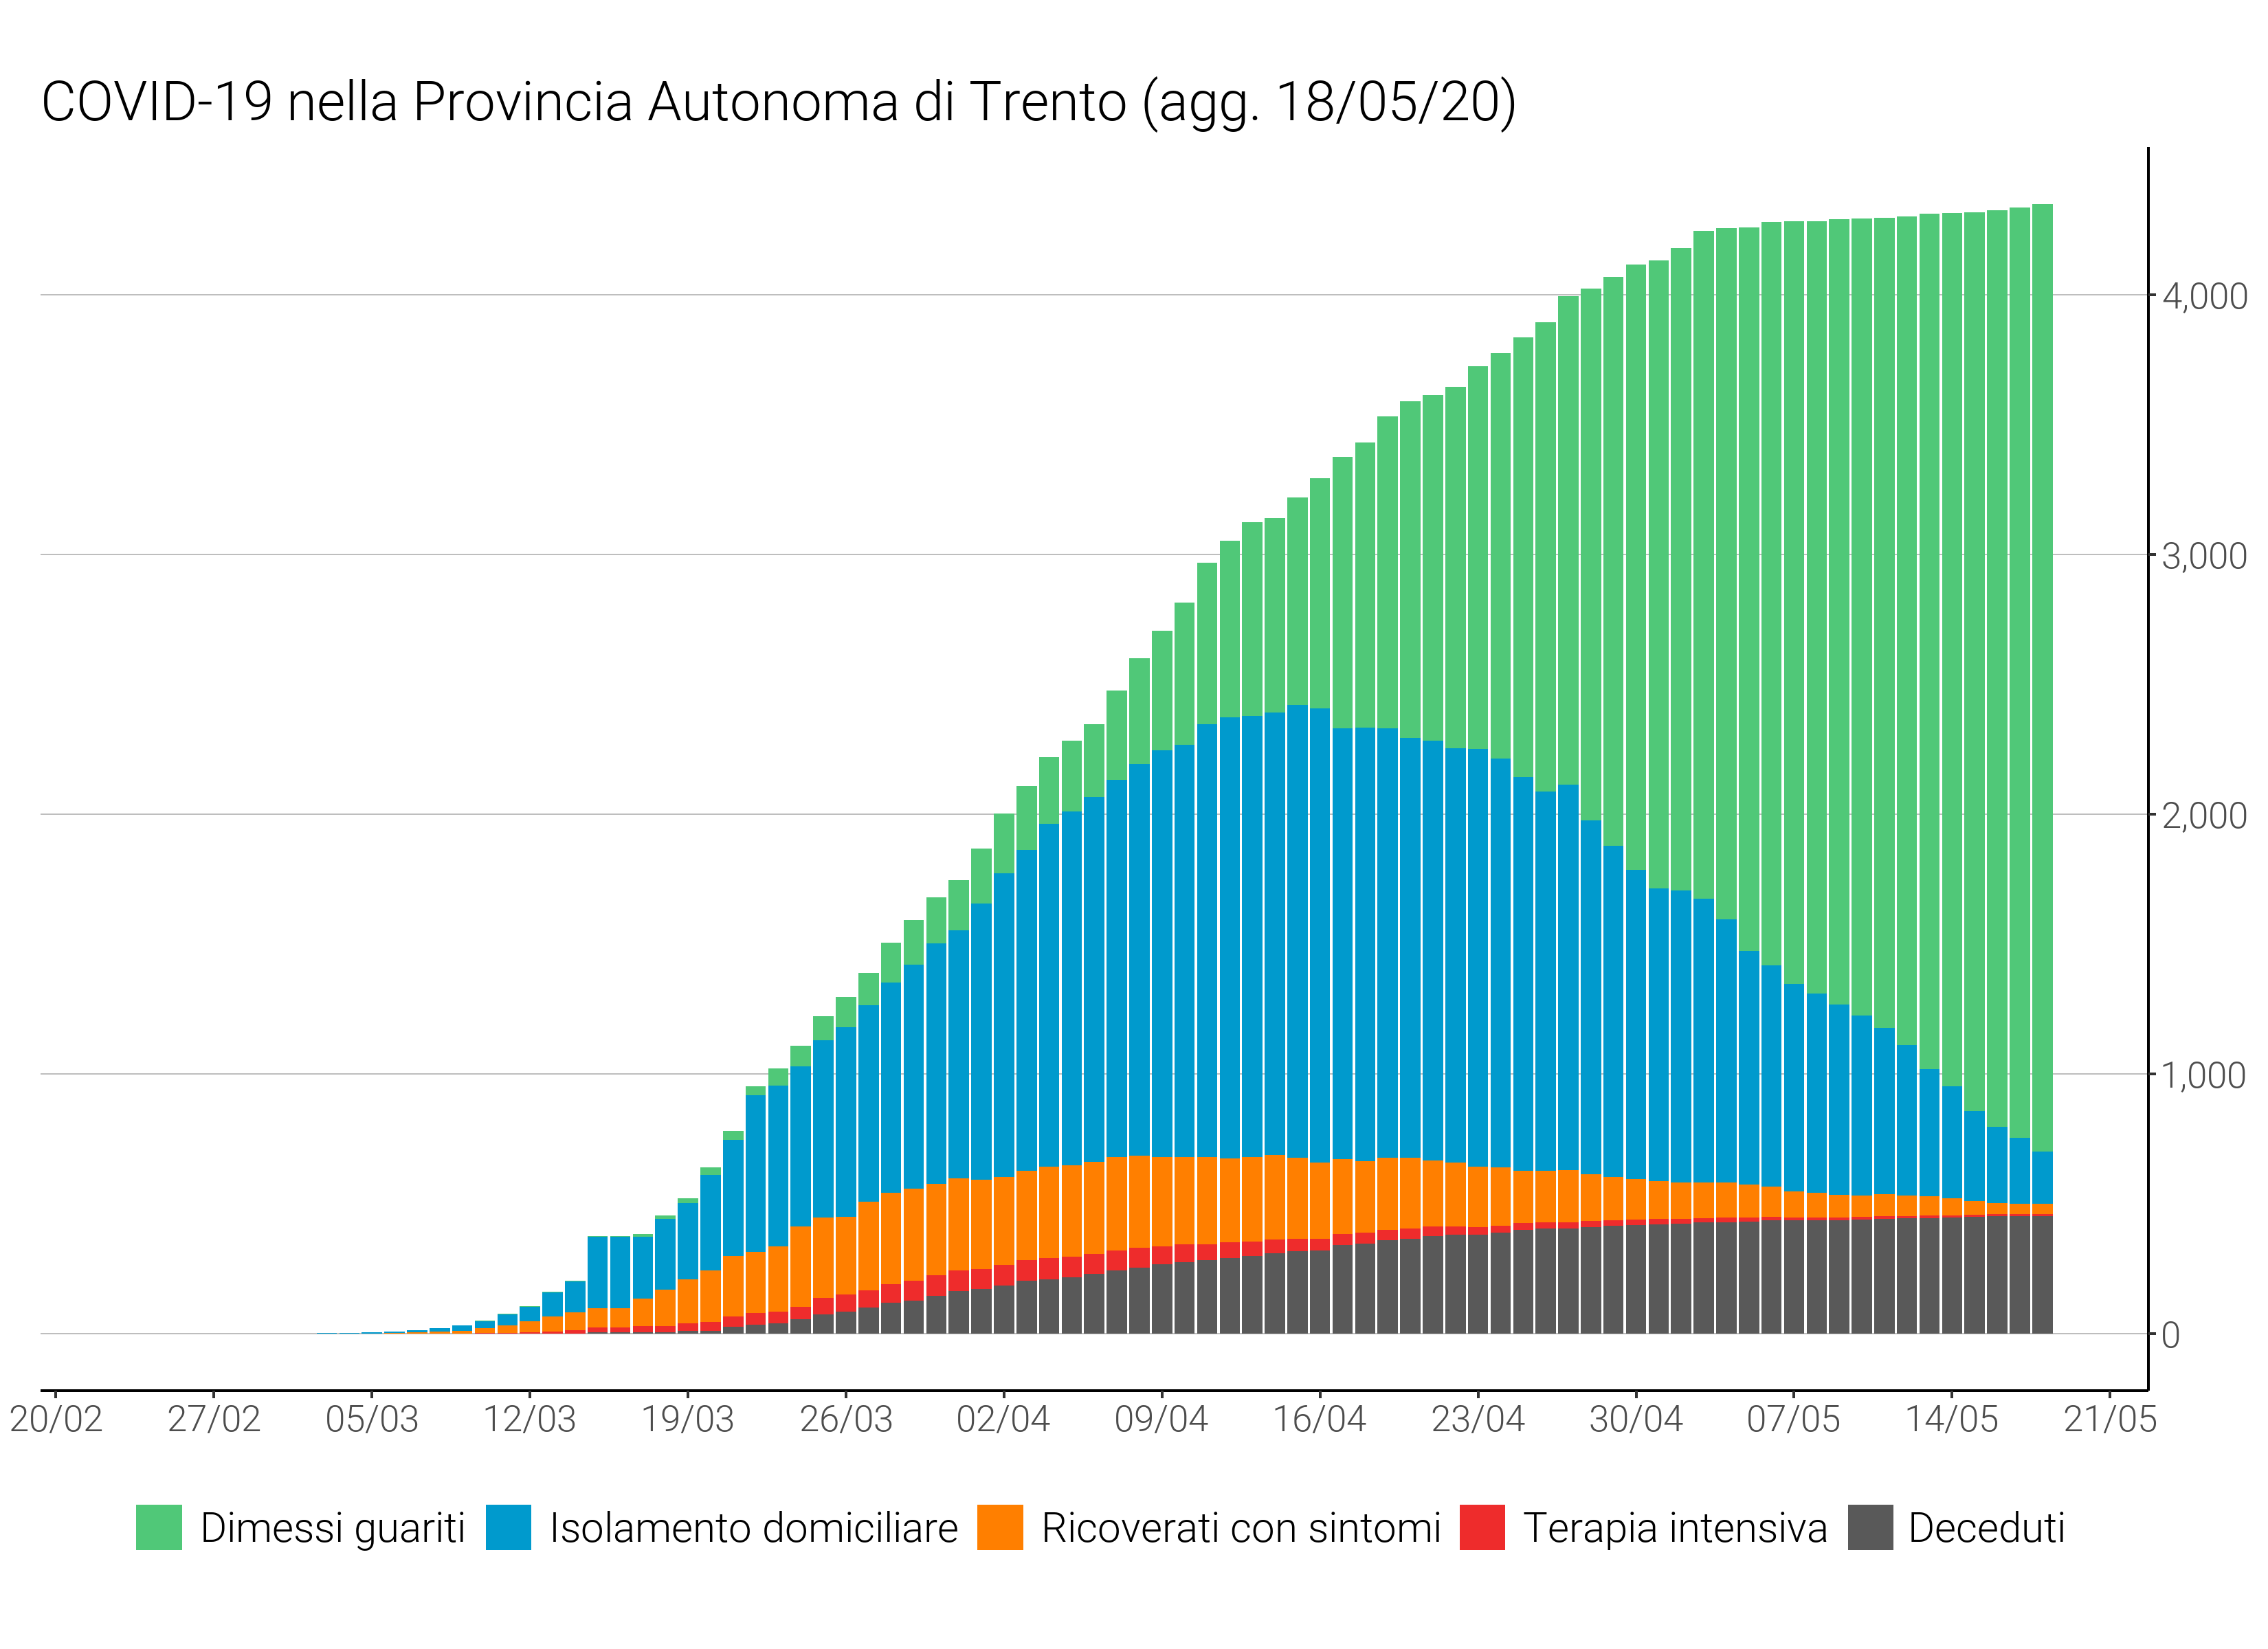 COVID-19 nella Provincia Autonoma di Trento (agg. 18/05/20)
4,000
3,000
2,000
1,000
0
20/02 27/02 05/03 12/03 19/03 26/03 02/04 09/04 16/04 23/04 30/04 07/05 14/05 21/05
Dimessi guariti Isolamento domiciliare Ricoverati con sintomi Terapia intensiva Deceduti